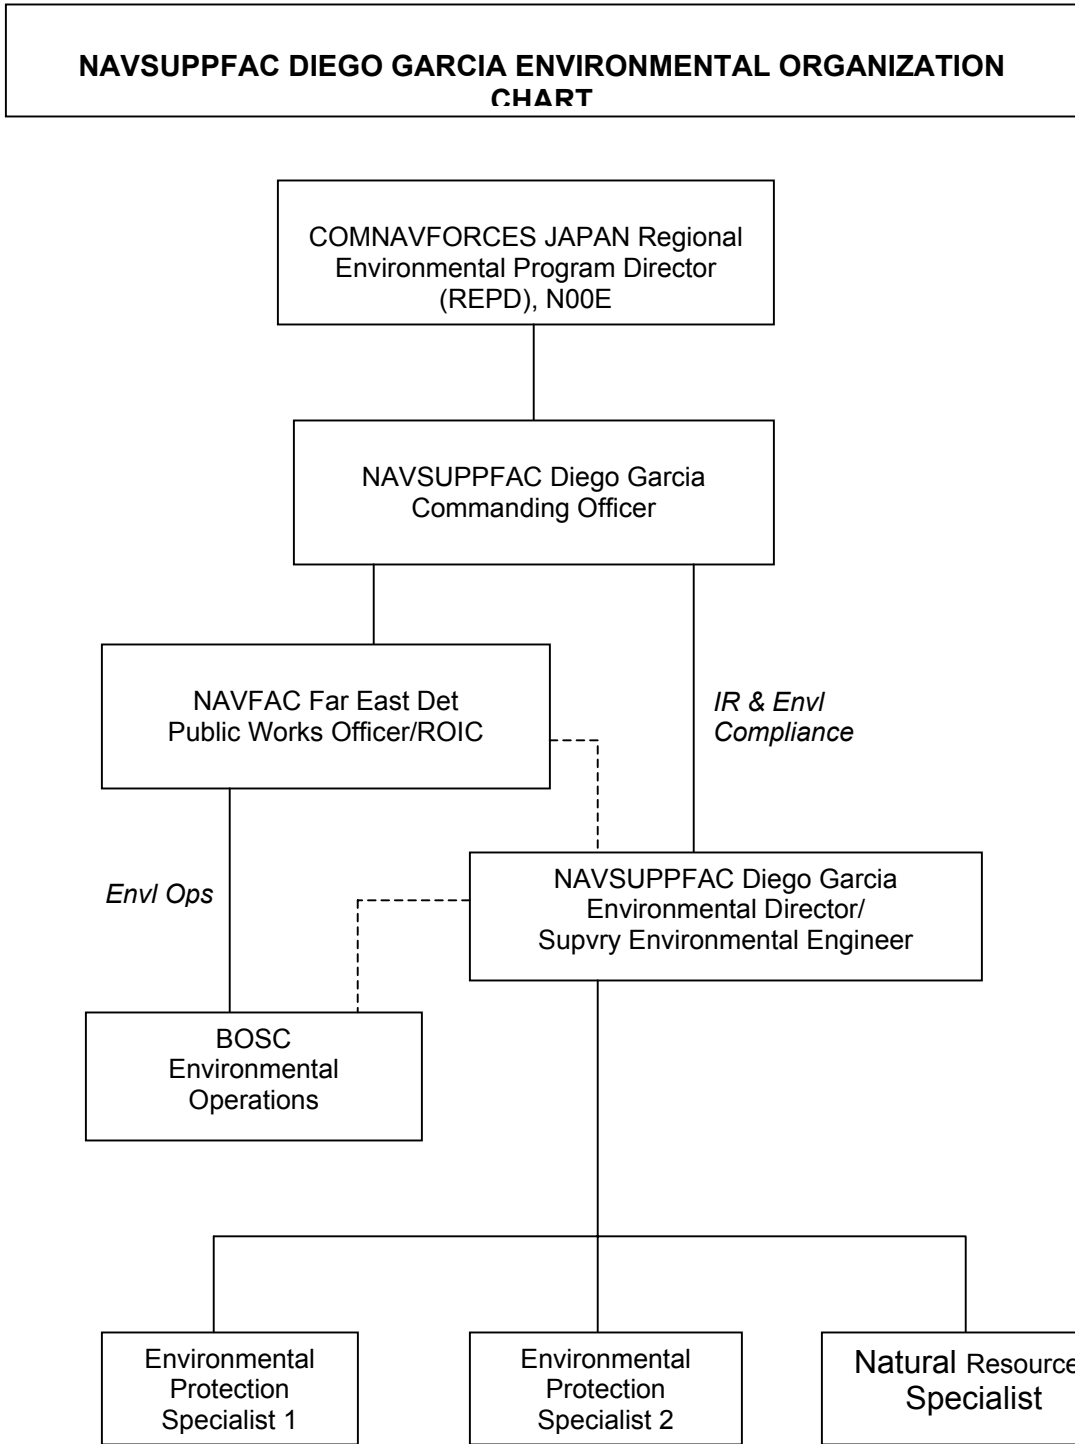 NAVSUPPFAC DIEGO GARCIA ENVIRONMENTAL ORGANIZATION
CHART
COMNAVFORCES JAPAN Regional
Environmental Program Director
(REPD), N00E
NAVSUPPFAC Diego Garcia
Commanding Officer
NAVFAC Far East Det
Public Works Officer/ROIC
IR & Envl
Compliance
Envl Ops
NAVSUPPFAC Diego Garcia
Environmental Director/
Supvry Environmental Engineer
BOSC
Environmental
Operations
Environmental
Protection
Specialist 1
Environmental
Protection
Specialist 2
Natural Resource
Specialist